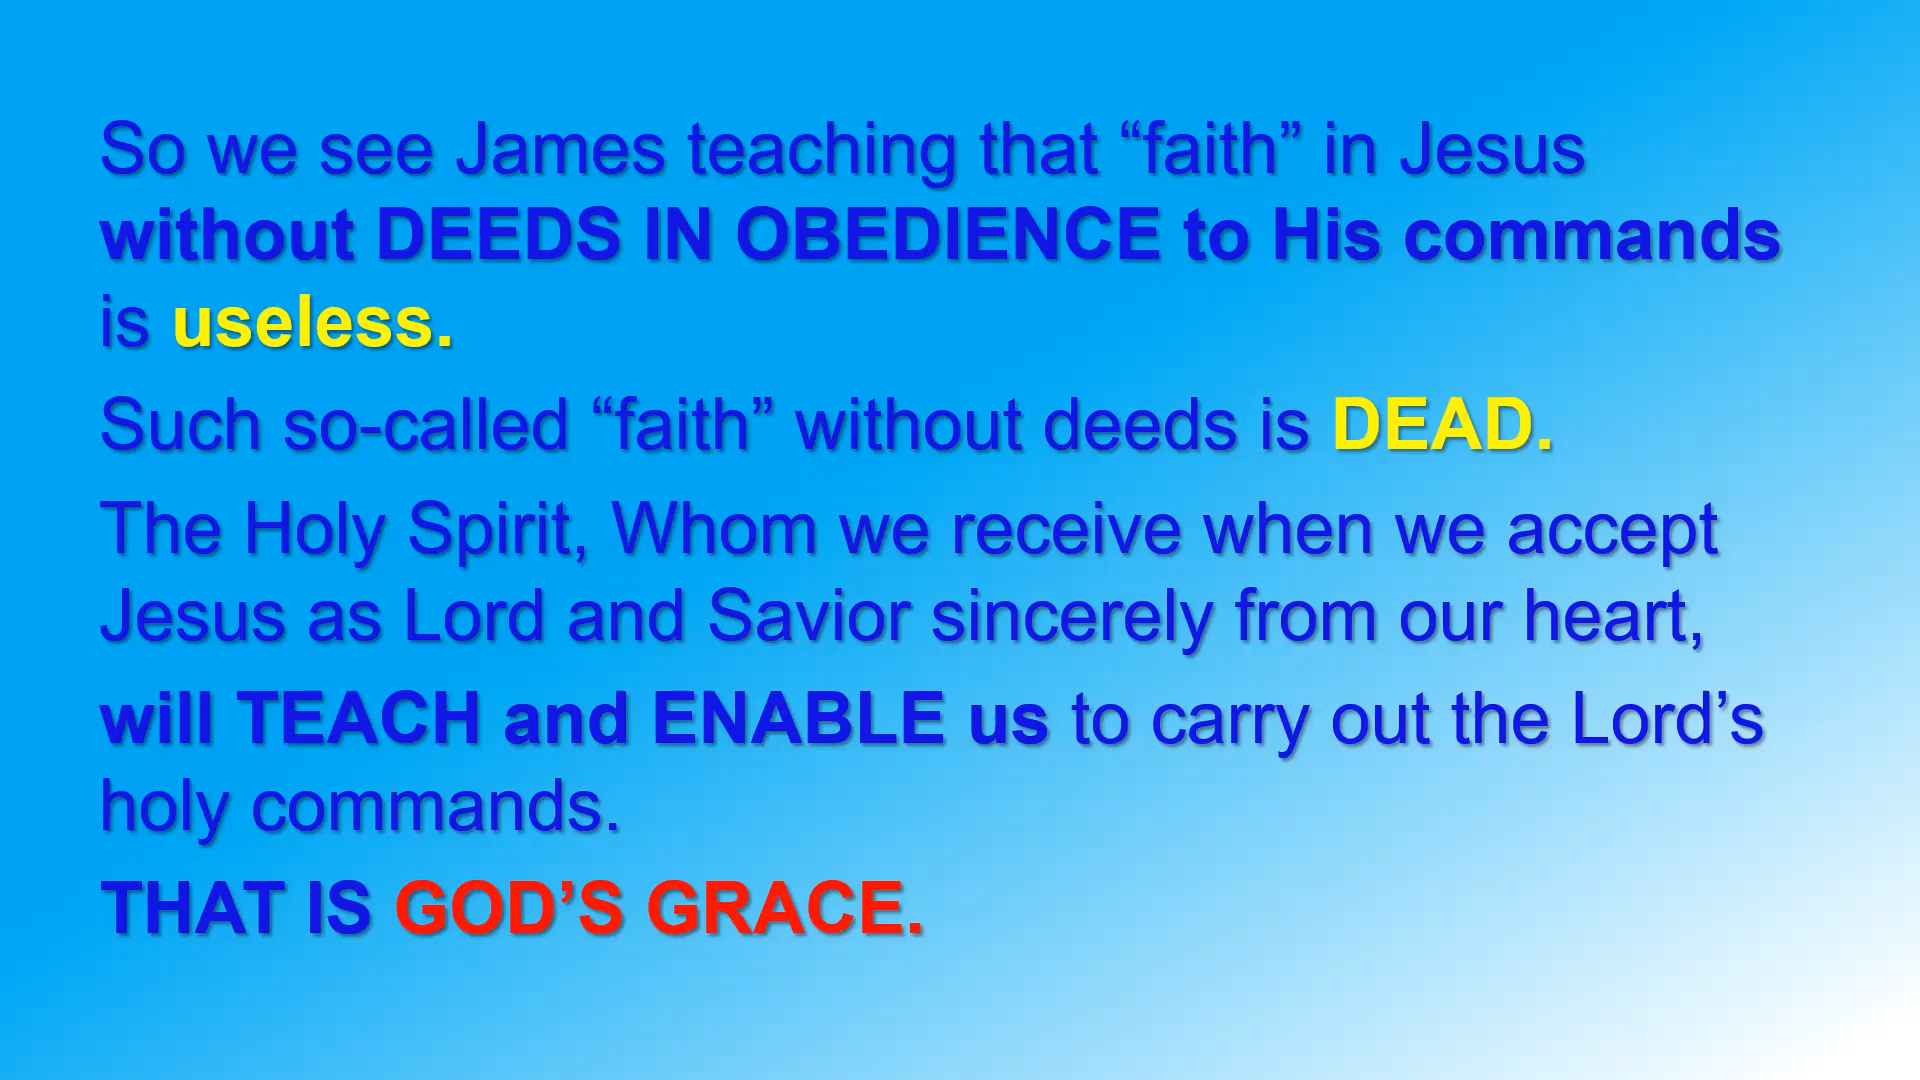 So we see James teaching that “faith” in Jesus
without DEEDS IN OBEDIENCE to His commands
is useless.
Such so-called “faith” without deeds is DEAD.
The Holy Spirit, Whom we receive when we accept
Jesus as Lord and Savior sincerely from our heart,
will TEACH and ENABLE us to carry out the Lord’s
holy commands.
THAT IS GOD’S GRACE.